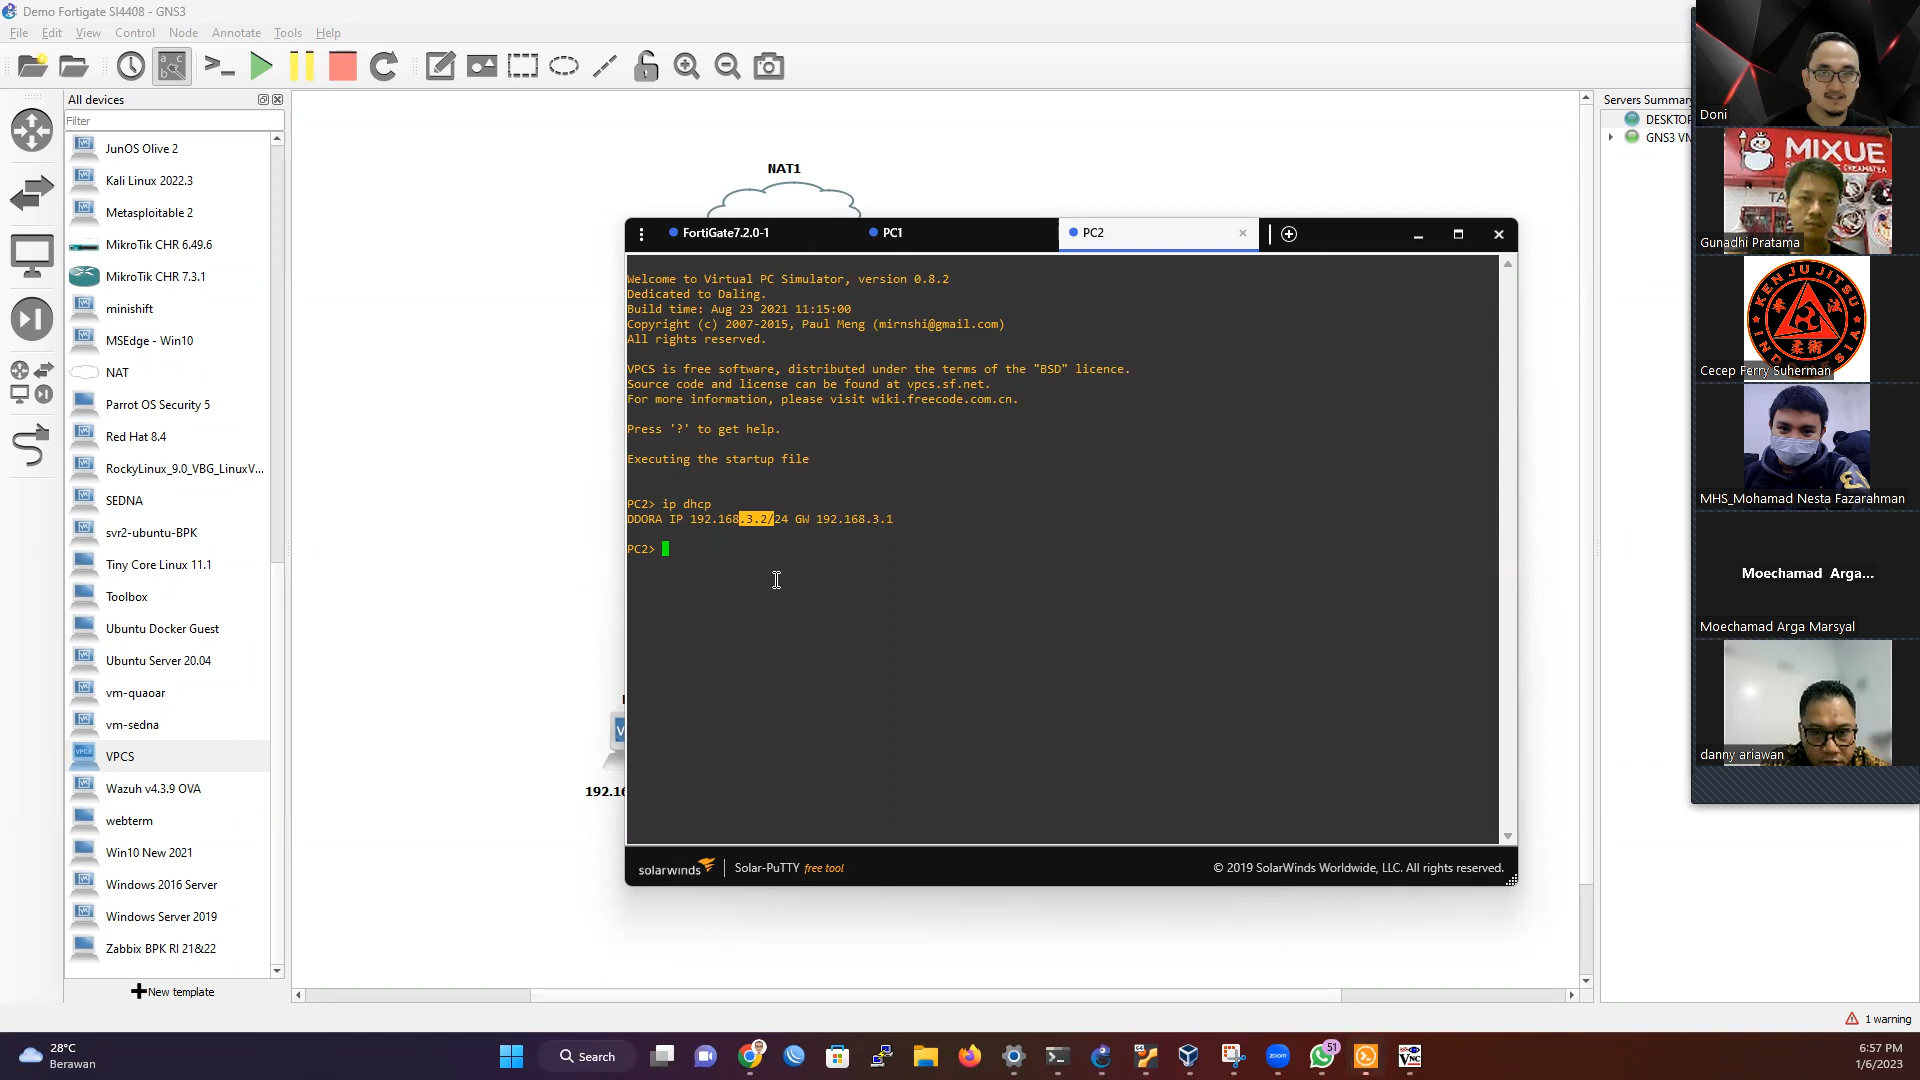 Demo Fortigate SI4408 - GNS3
File Edit View Control Node Annotate Tools Help
All devices
Filter
JunOS Olive 2
Kali Linux 2022.3
Metasploitable 2
MikroTik CHR 6.49.6
MikroTik CHR 7.3.1
minishift
MSEdge - Win10
NAT
Parrot OS Security 5
Red Hat 8.4
RockyLinux_9.0_VBG_LinuxV...
SEDNA
svr2-ubuntu-BPK
Tiny Core Linux 11.1
Toolbox
Ubuntu Docker Guest
Ubuntu Server 20.04
vm-quaoar
vm-sedna
VPCS
Wazuh v4.3.9 OVA
webterm
Win10 New 2021
Windows 2016 Server
Windows Server 2019
Zabbix BPK RI 21&22
New template
NAT1
192.16
FortiGate7.2.0-1
PC1
PC2
Welcome to Virtual PC Simulator, version 0.8.2
Dedicated to Daling.
Build time: Aug 23 2021 11:15:00
Copyright (c) 2007-2015, Paul Meng (mirnshi@gmail.com)
All rights reserved.
VPCS is free software, distributed under the terms of the "BSD" licence.
Source code and license can be found at vpcs.sf.net.
For more information, please visit wiki.freecode.com.cn.
Press '?' to get help.
Executing the startup file
PC2> ip dhcp
DDORA IP 192.168.3.2/24 GW 192.168.3.1
PC2>
solarwinds
Solar-PuTTY free tool
© 2019 SolarWinds Worldwide, LLC. All rights reserved.
Servers Summary
DESKTOP
GNS3 VM
Doni
MIXUE
Gunadhi Pratama
KENJUJITSU
INDONESIA
柔術
Cecep Ferry Suherman
MHS_Mohamad Nesta Fazarahman
Moechamad Arga...
Moechamad Arga Marsyal
danny ariawan
1 warning
28°C
Berawan
Search
zoom
51
VNC
6:57 PM
1/6/2023